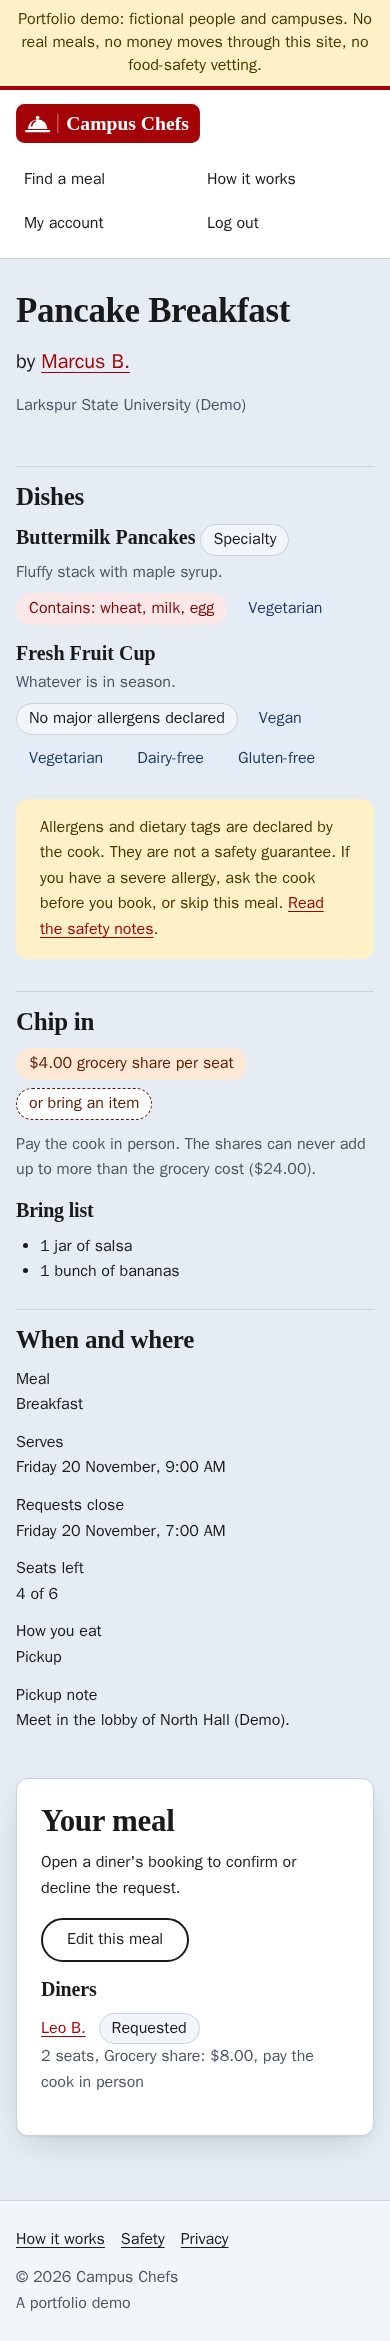 Portfolio demo: fictional people and campuses. No
real meals, no money moves through this site, no
food-safety vetting.
Campus Chefs
Find a meal
How it works
My account
Log out
Pancake Breakfast
by Marcus B.
Larkspur State University (Demo)
Dishes
Buttermilk Pancakes Specialty
Fluffy stack with maple syrup.
Contains: wheat, milk, egg Vegetarian
Fresh Fruit Cup
Whatever is in season.
No major allergens declared Vegan
Vegetarian Dairy-free Gluten-free
Allergens and dietary tags are declared by
the cook. They are not a safety guarantee. If
you have a severe allergy, ask the cook
before you book, or skip this meal. Read
the safety notes.
Chip in
$4.00 grocery share per seat
or bring an item
Pay the cook in person. The shares can never add
up to more than the grocery cost ($24.00).
Bring list
• 1 jar of salsa
• 1 bunch of bananas
When and where
Meal
Breakfast
Serves
Friday 20 November, 9:00 AM
Requests close
Friday 20 November, 7:00 AM
Seats left
4 of 6
How you eat
Pickup
Pickup note
Meet in the lobby of North Hall (Demo).
Your meal
Open a diner's booking to confirm or
decline the request.
Edit this meal
Diners
Leo B. Requested
2 seats, Grocery share: $8.00, pay the
cook in person
How it works Safety Privacy
© 2026 Campus Chefs
A portfolio demo